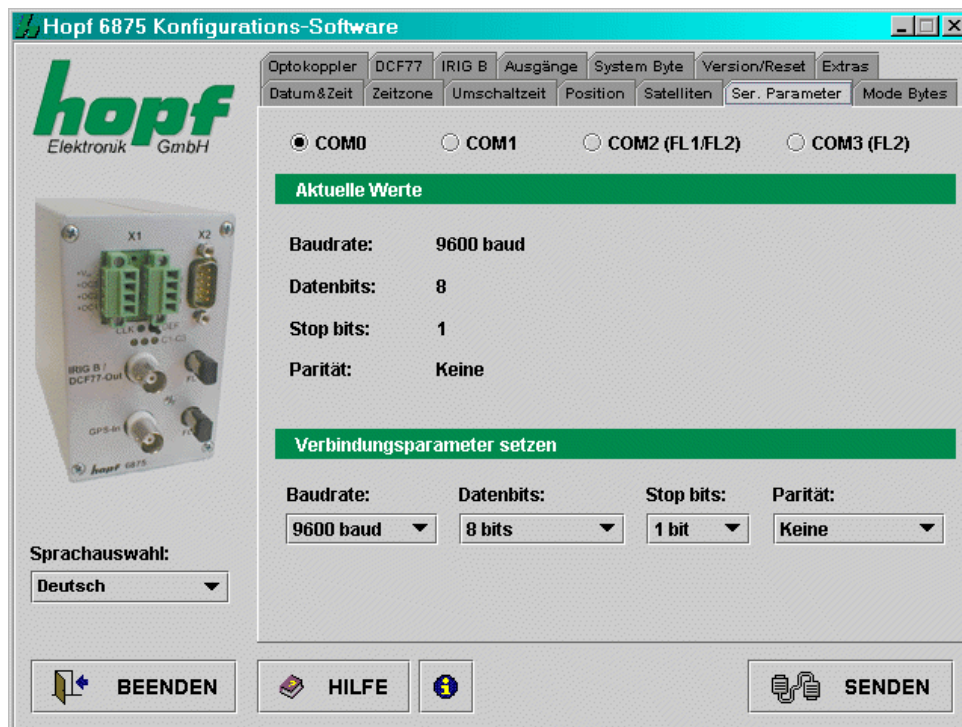 Hopf 6875 Konfigurations-Software
hopf
Elektronik GmbH
Optokoppler DCF77 IRIG B Ausgänge System Byte Version/Reset Extras
Datum&Zeit Zeitzone Umschaltzeit Position Satelliten Ser. Parameter Mode Bytes
COM0 COM1 COM2 (FL1/FL2) COM3 (FL2)
Aktuelle Werte
Baudrate: 9600 baud
Datenbits: 8
Stop bits: 1
Parität: Keine
X1 X2
CLK
C1-C3
IRIG B /
DCF77-Out
GPS-In
hopf 6875
Verbindungsparameter setzen
Baudrate: Datenbits: Stop bits: Parität:
9600 baud 8 bits 1 bit Keine
Sprachauswahl:
Deutsch
BEENDEN HILFE SENDEN